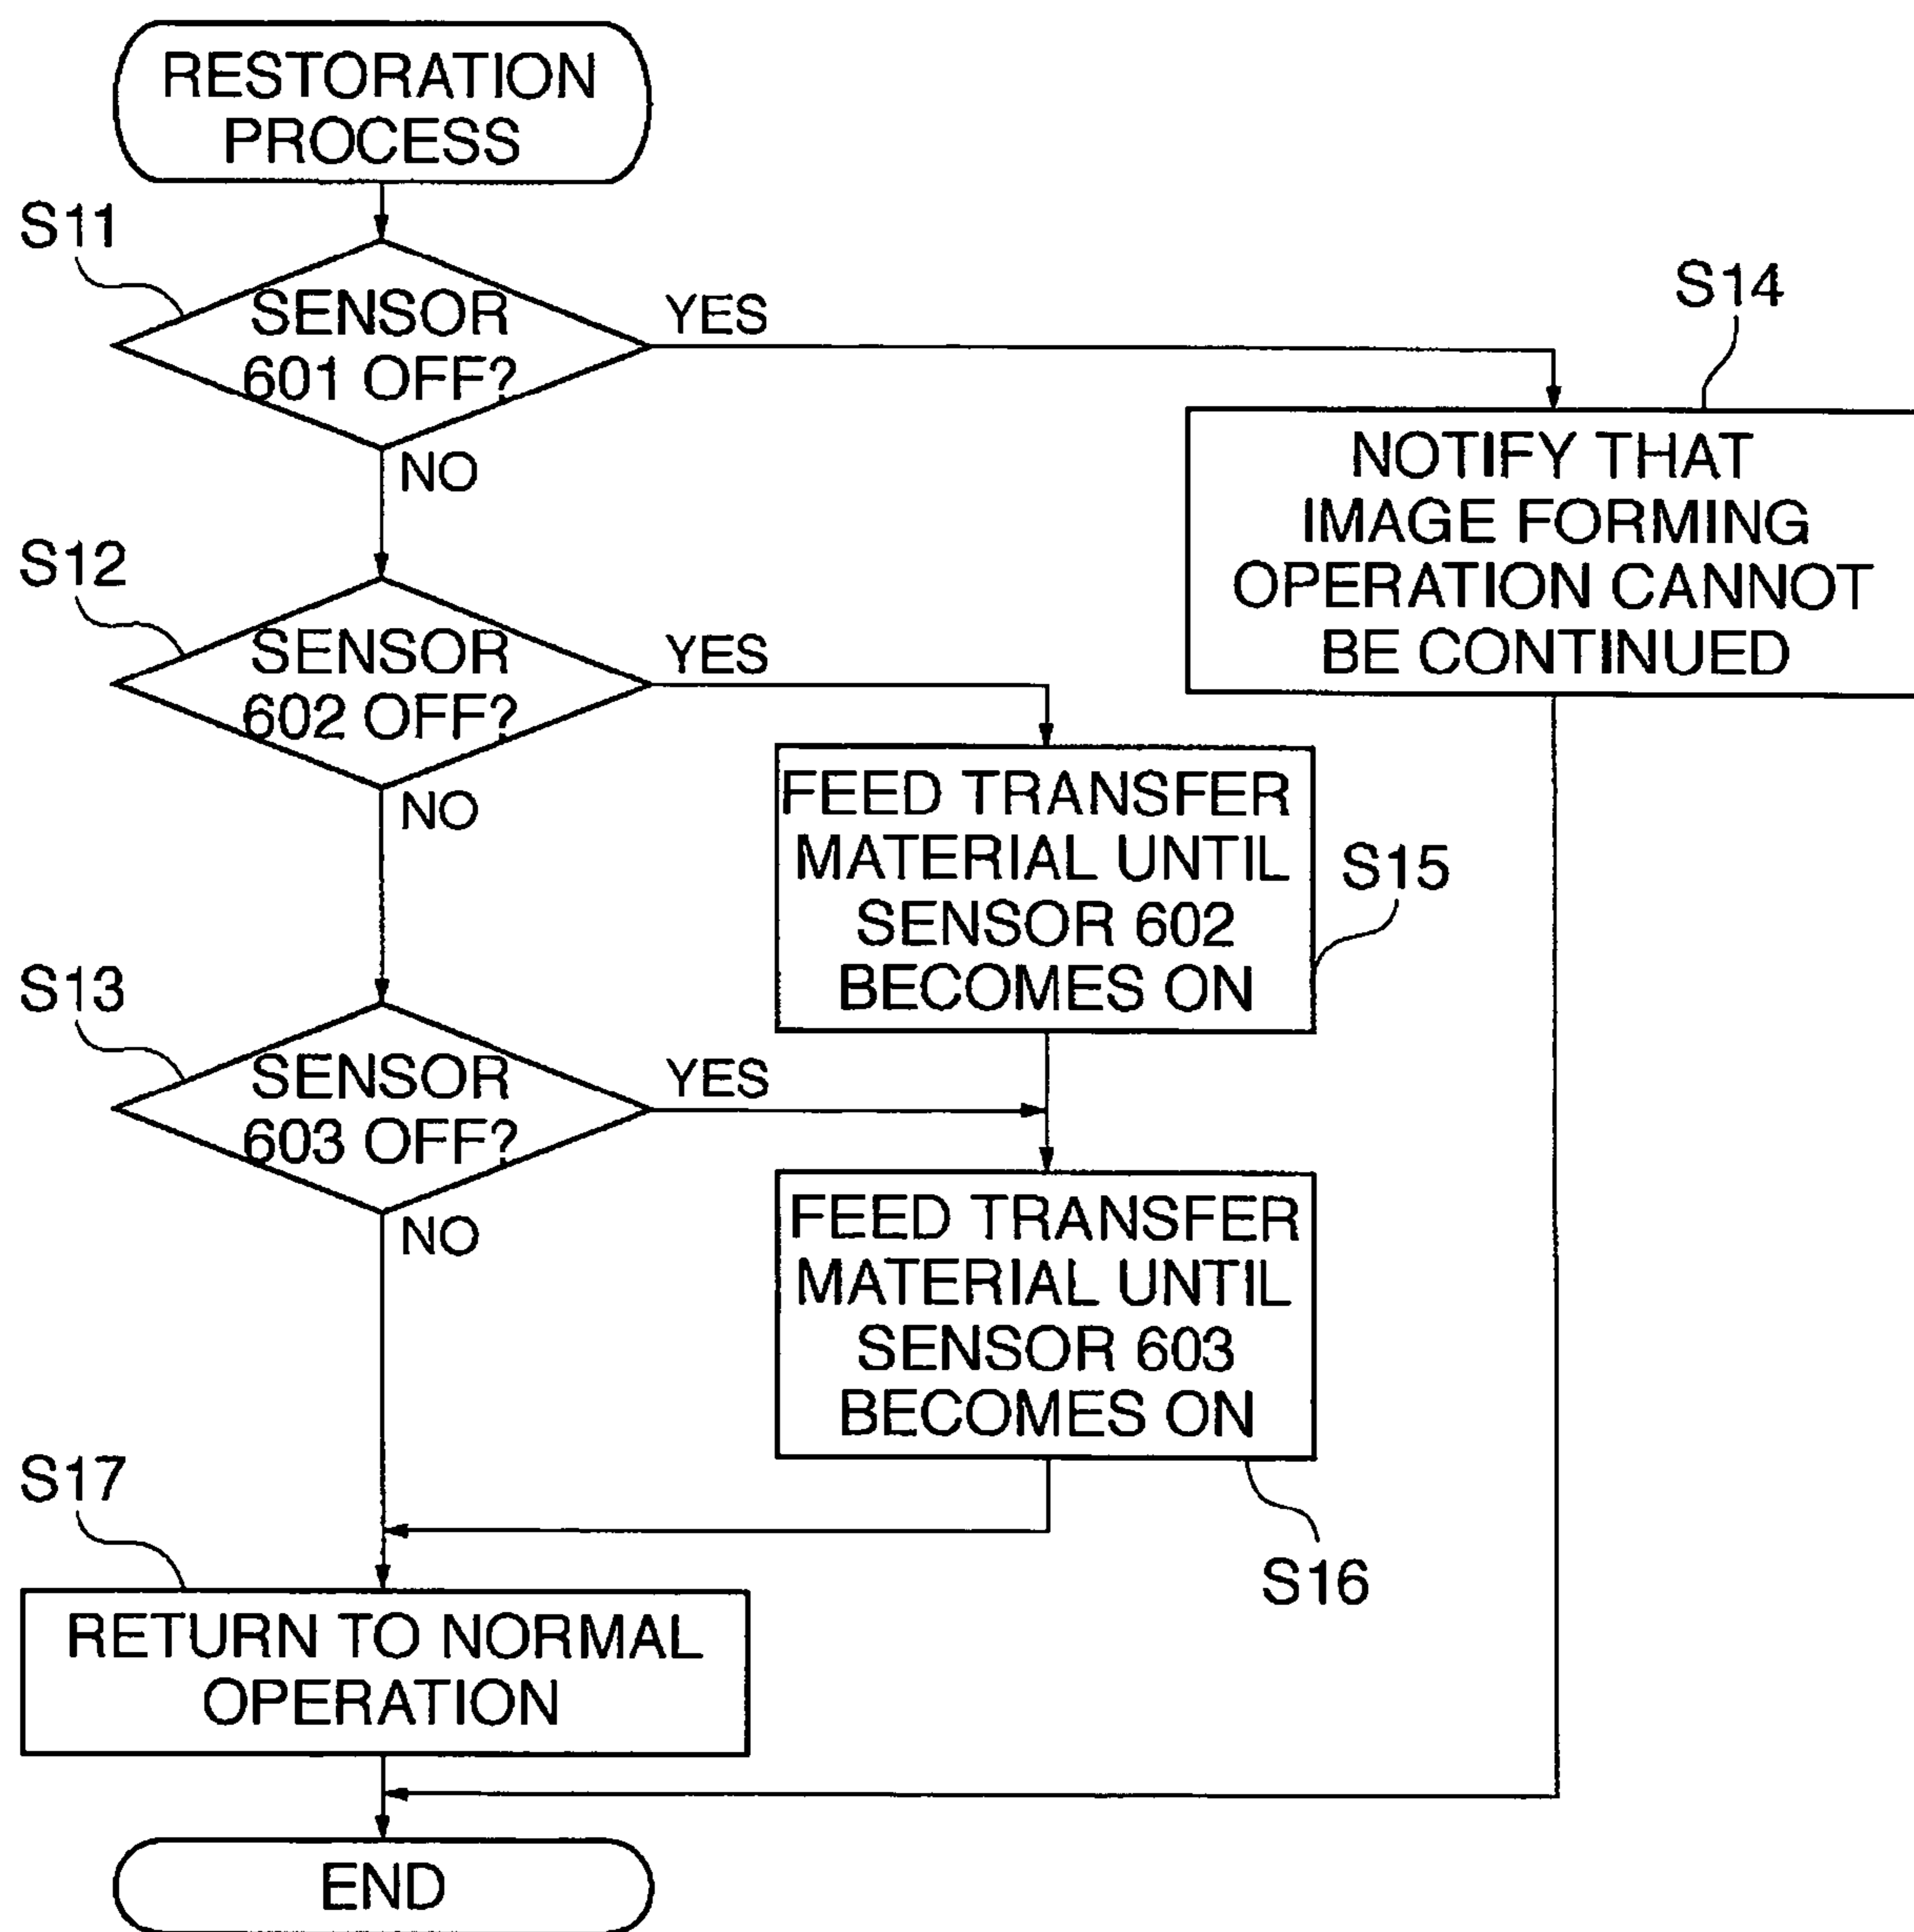 RESTORATION
PROCESS
S11
SENSOR
601 OFF?
YES
NO
S14
NOTIFY THAT
IMAGE FORMING
OPERATION CANNOT
BE CONTINUED
S12
SENSOR
602 OFF?
YES
NO
FEED TRANSFER
MATERIAL UNTIL
SENSOR 602
BECOMES ON
S15
S13
SENSOR
603 OFF?
YES
NO
FEED TRANSFER
MATERIAL UNTIL
SENSOR 603
BECOMES ON
S16
S17
RETURN TO NORMAL
OPERATION
END